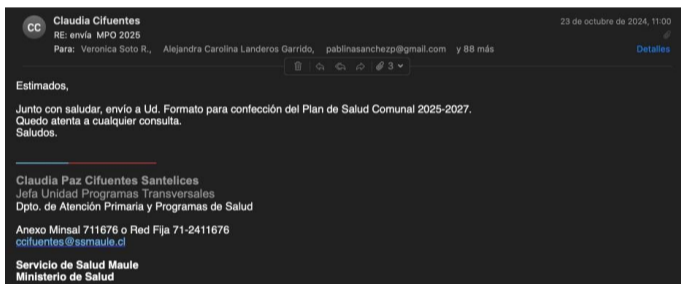 CC
Claudia Cifuentes
23 de octubre de 2024, 11:00
RE: envía MPO 2025
Para: Veronica Soto R., Alejandra Carolina Landeros Garrido, pablinasanchezp@gmail.com y 88 más
Detalles
3
Estimados,
Junto con saludar, envío a Ud. Formato para confección del Plan de Salud Comunal 2025-2027.
Quedo atenta a cualquier consulta.
Saludos.
Claudia Paz Cifuentes Santelices
Jefa Unidad Programas Transversales
Dpto. de Atención Primaria y Programas de Salud
Anexo Minsal 711676 o Red Fija 71-2411676
ccifuentes@ssmaule.cl
Servicio de Salud Maule
Ministerio de Salud